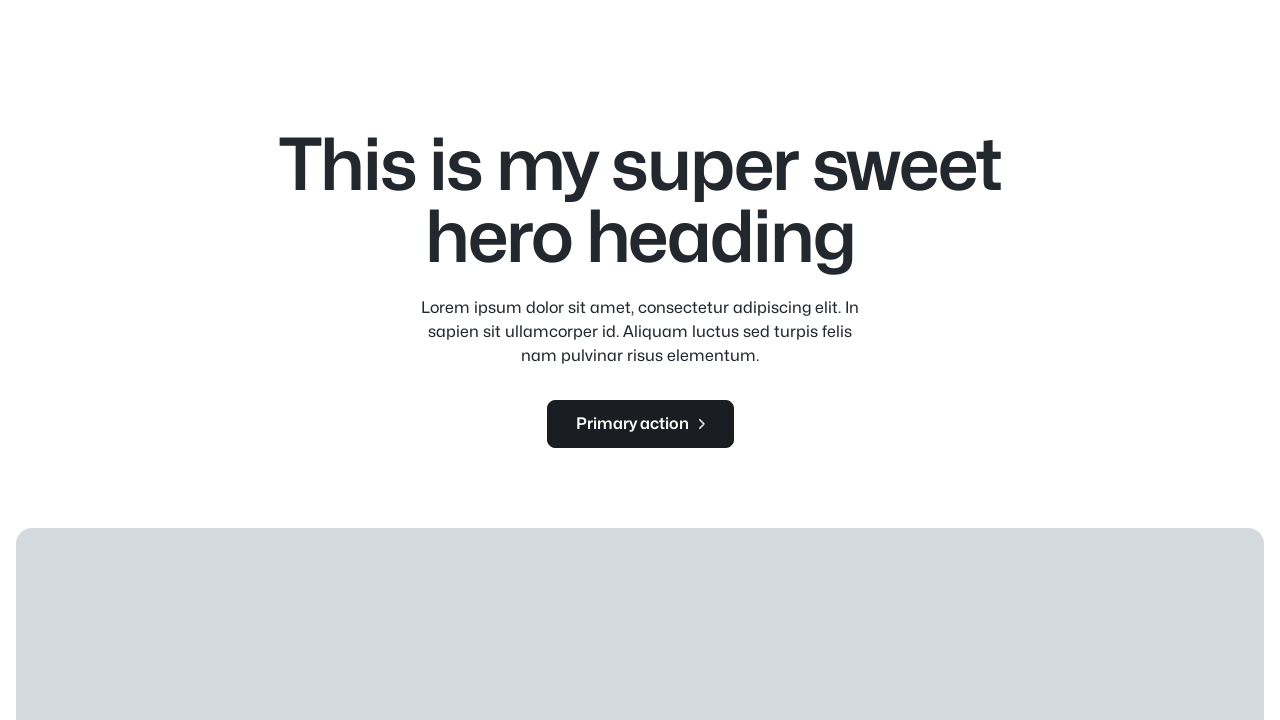 This is my super sweet
hero heading
Lorem ipsum dolor sit amet, consectetur adipiscing elit. In
sapien sit ullamcorper id. Aliquam luctus sed turpis felis
nam pulvinar risus elementum.
Primary action